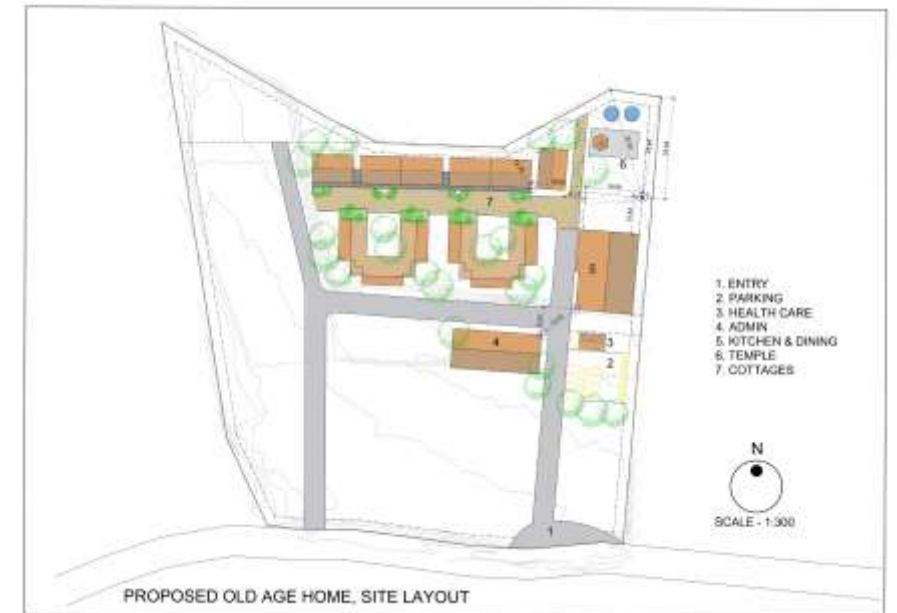 6
7
5
4
3
2
1
1. ENTRY
2. PARKING
3. HEALTH CARE
4. ADMIN
5. KITCHEN & DINING
6. TEMPLE
7. COTTAGES
N
SCALE - 1:300
PROPOSED OLD AGE HOME, SITE LAYOUT